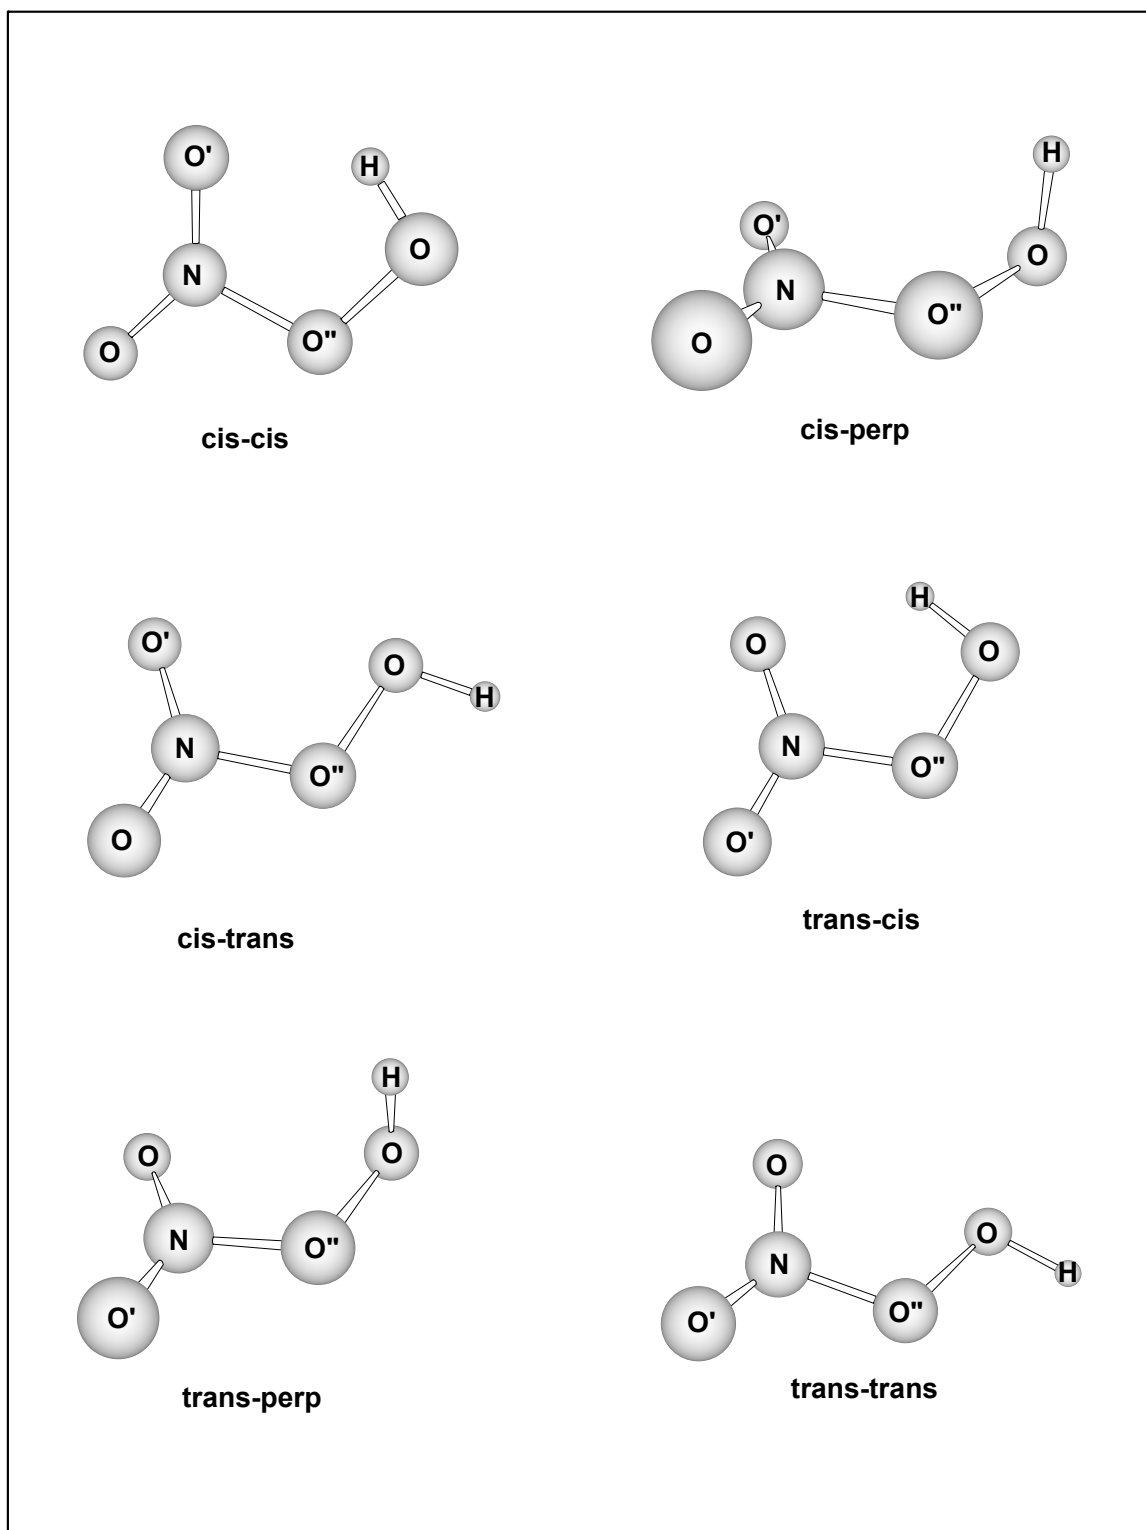 O' H
N O
O O"
cis-cis
H
O' O
N O"
O
cis-perp
O' O
N H
O O"
cis-trans
H
O O
N O"
O'
trans-cis
H
O O
N O"
O'
trans-perp
O
O
N H
O' O"
trans-trans